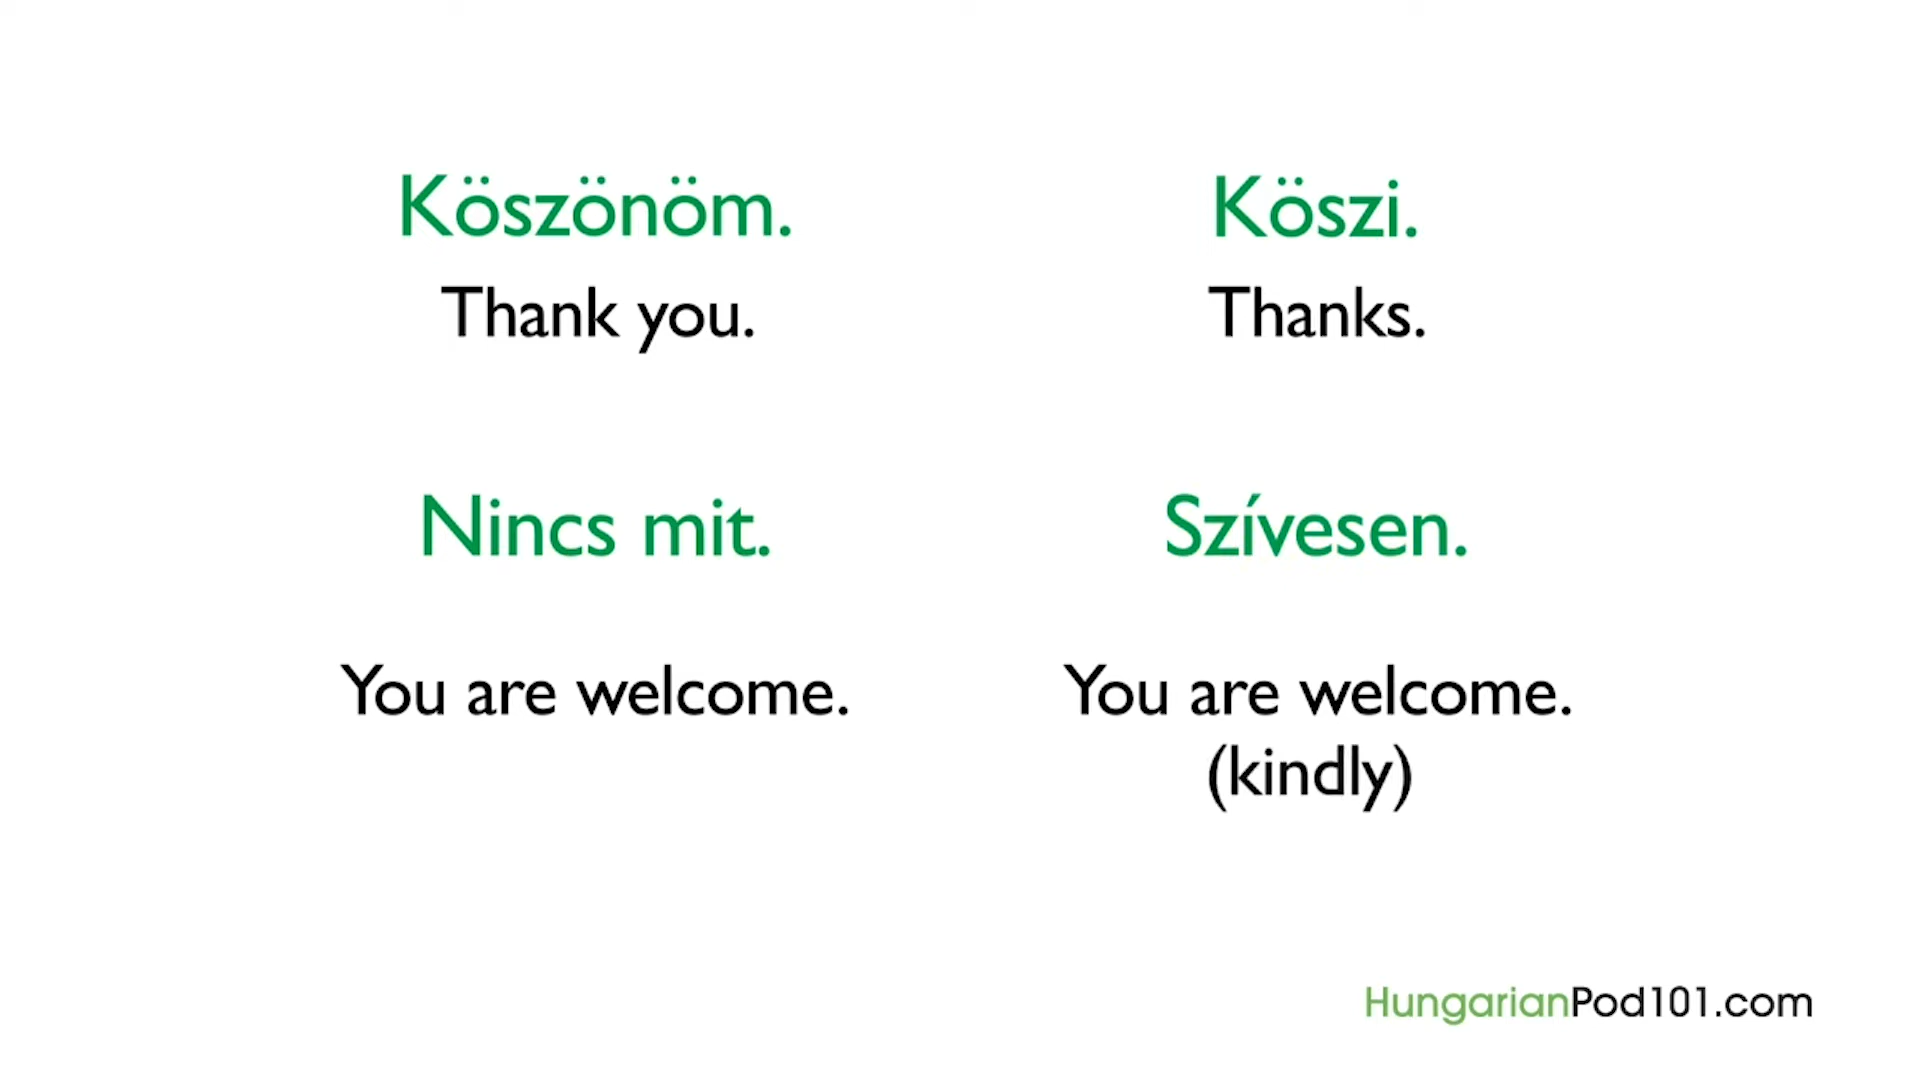 Köszönöm.
Thank you.
Köszi.
Thanks.
Nincs mit.
You are welcome.
Szívesen.
You are welcome.
(kindly)
HungarianPod101.com